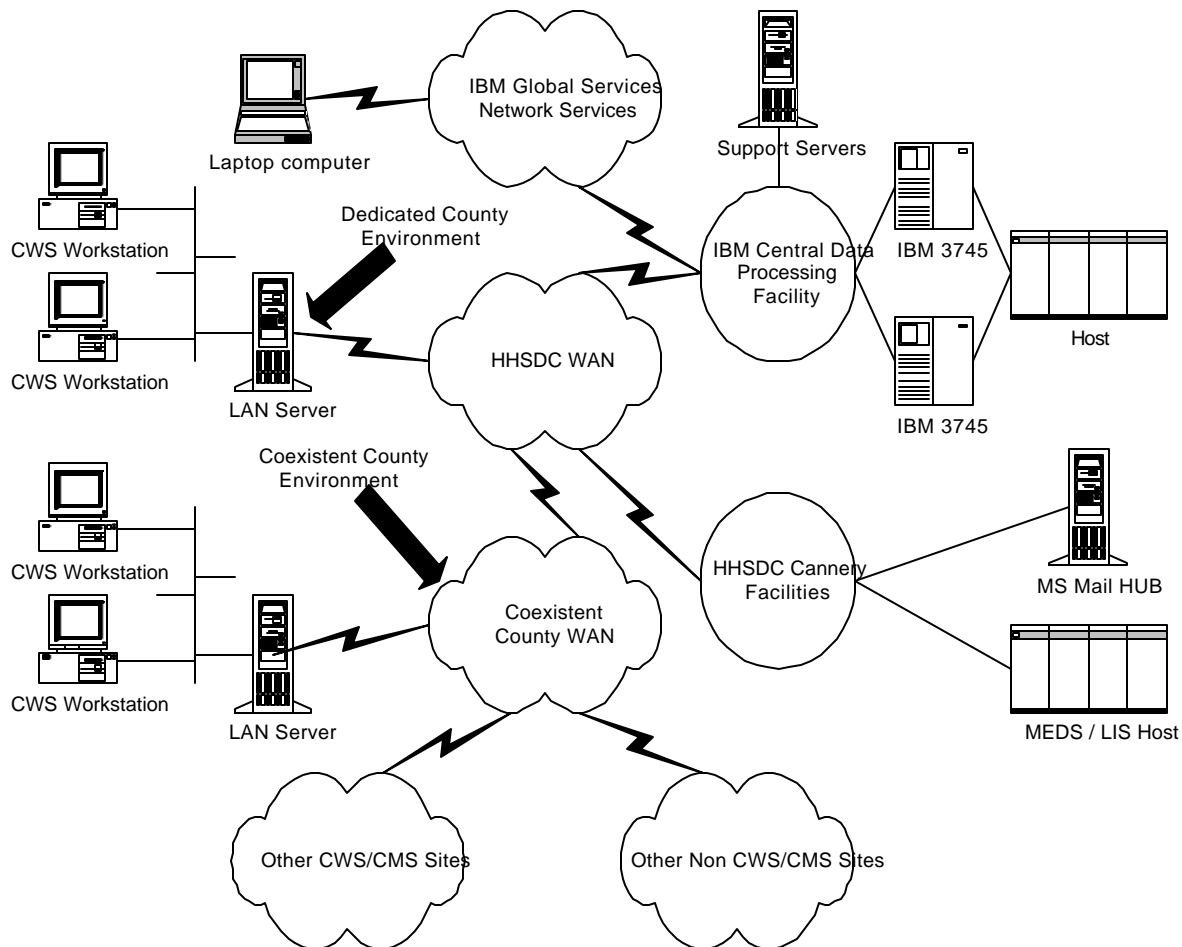 IBM Global Services
Network Services
Laptop computer
Support Servers
CWS Workstation
Dedicated County
Environment
IBM Central Data
Processing
Facility
IBM 3745
Host
HHSDC WAN
CWS Workstation
LAN Server
IBM 3745
Coexistent County
Environment
CWS Workstation
HHSDC Cannery
Facilities
MS Mail HUB
Coexistent
County WAN
CWS Workstation
LAN Server
MEDS / LIS Host
Other CWS/CMS Sites
Other Non CWS/CMS Sites